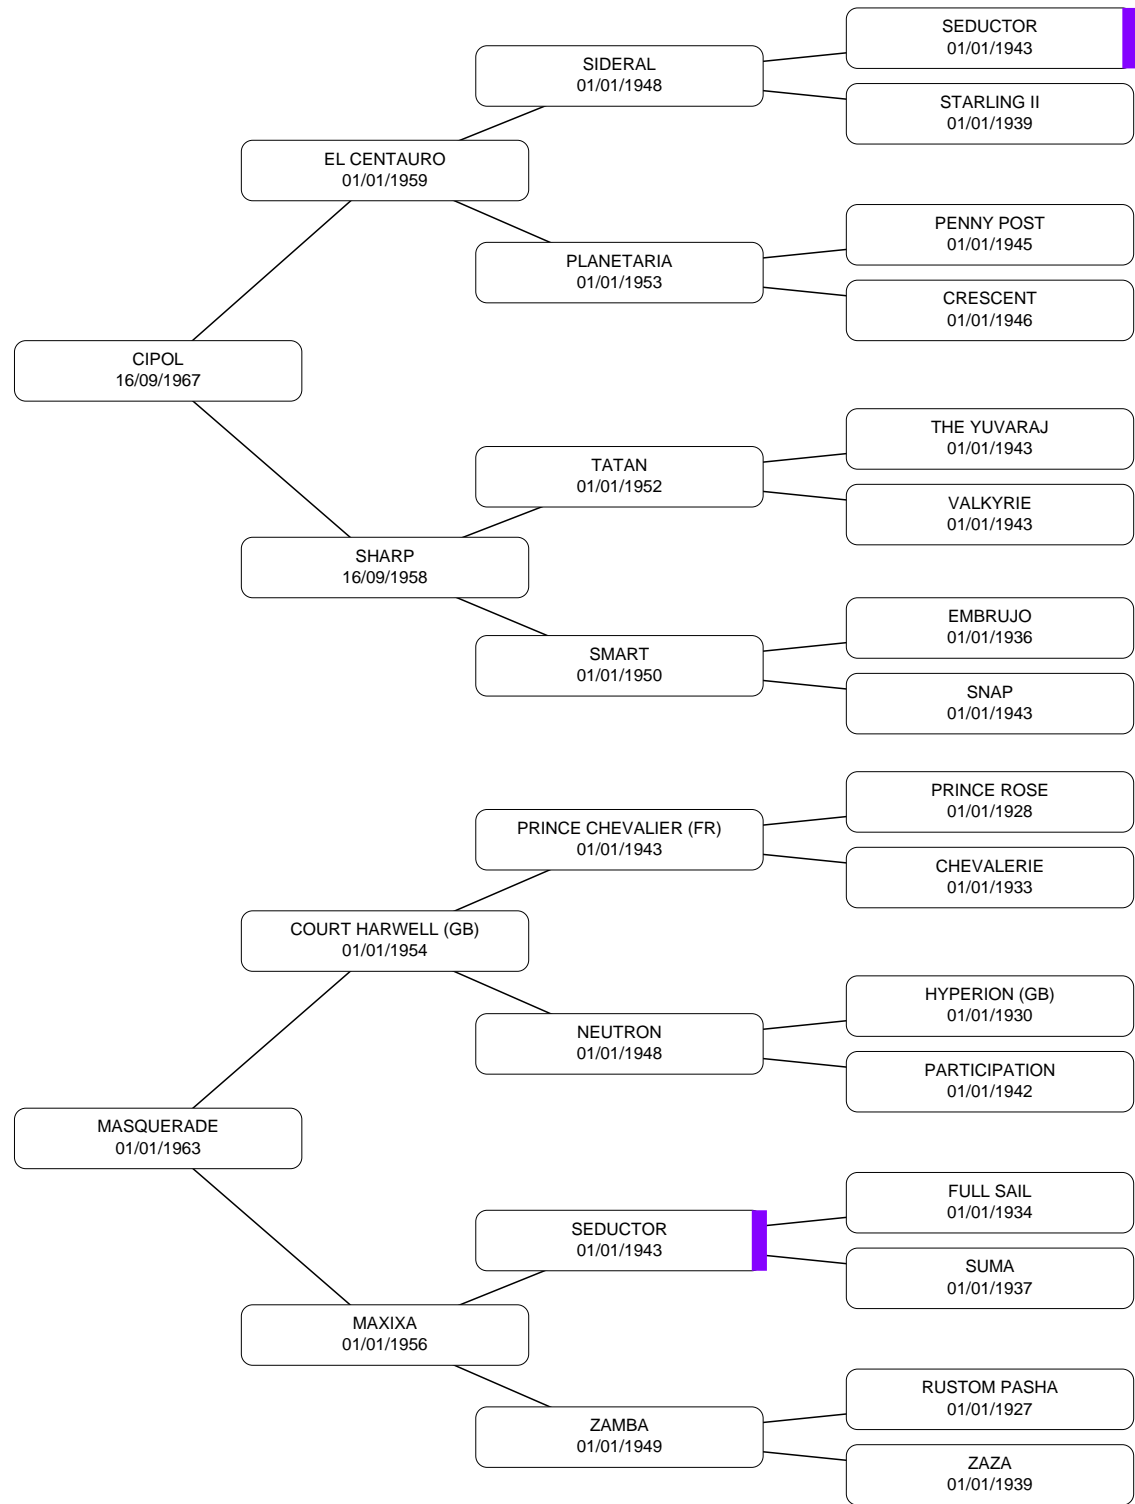 SEDUCTOR
01/01/1943
SIDERAL
01/01/1948
STARLING II
01/01/1939
EL CENTAURO
01/01/1959
PENNY POST
01/01/1945
PLANETARIA
01/01/1953
CRESCENT
01/01/1946
CIPOL
16/09/1967
THE YUVARAJ
01/01/1943
TATAN
01/01/1952
VALKYRIE
01/01/1943
SHARP
16/09/1958
EMBRUJO
01/01/1936
SMART
01/01/1950
SNAP
01/01/1943
PRINCE ROSE
01/01/1928
PRINCE CHEVALIER (FR)
01/01/1943
CHEVALERIE
01/01/1933
COURT HARWELL (GB)
01/01/1954
HYPERION (GB)
01/01/1930
NEUTRON
01/01/1948
PARTICIPATION
01/01/1942
MASQUERADE
01/01/1963
FULL SAIL
01/01/1934
SEDUCTOR
01/01/1943
SUMA
01/01/1937
MAXIXA
01/01/1956
RUSTOM PASHA
01/01/1927
ZAMBA
01/01/1949
ZAZA
01/01/1939